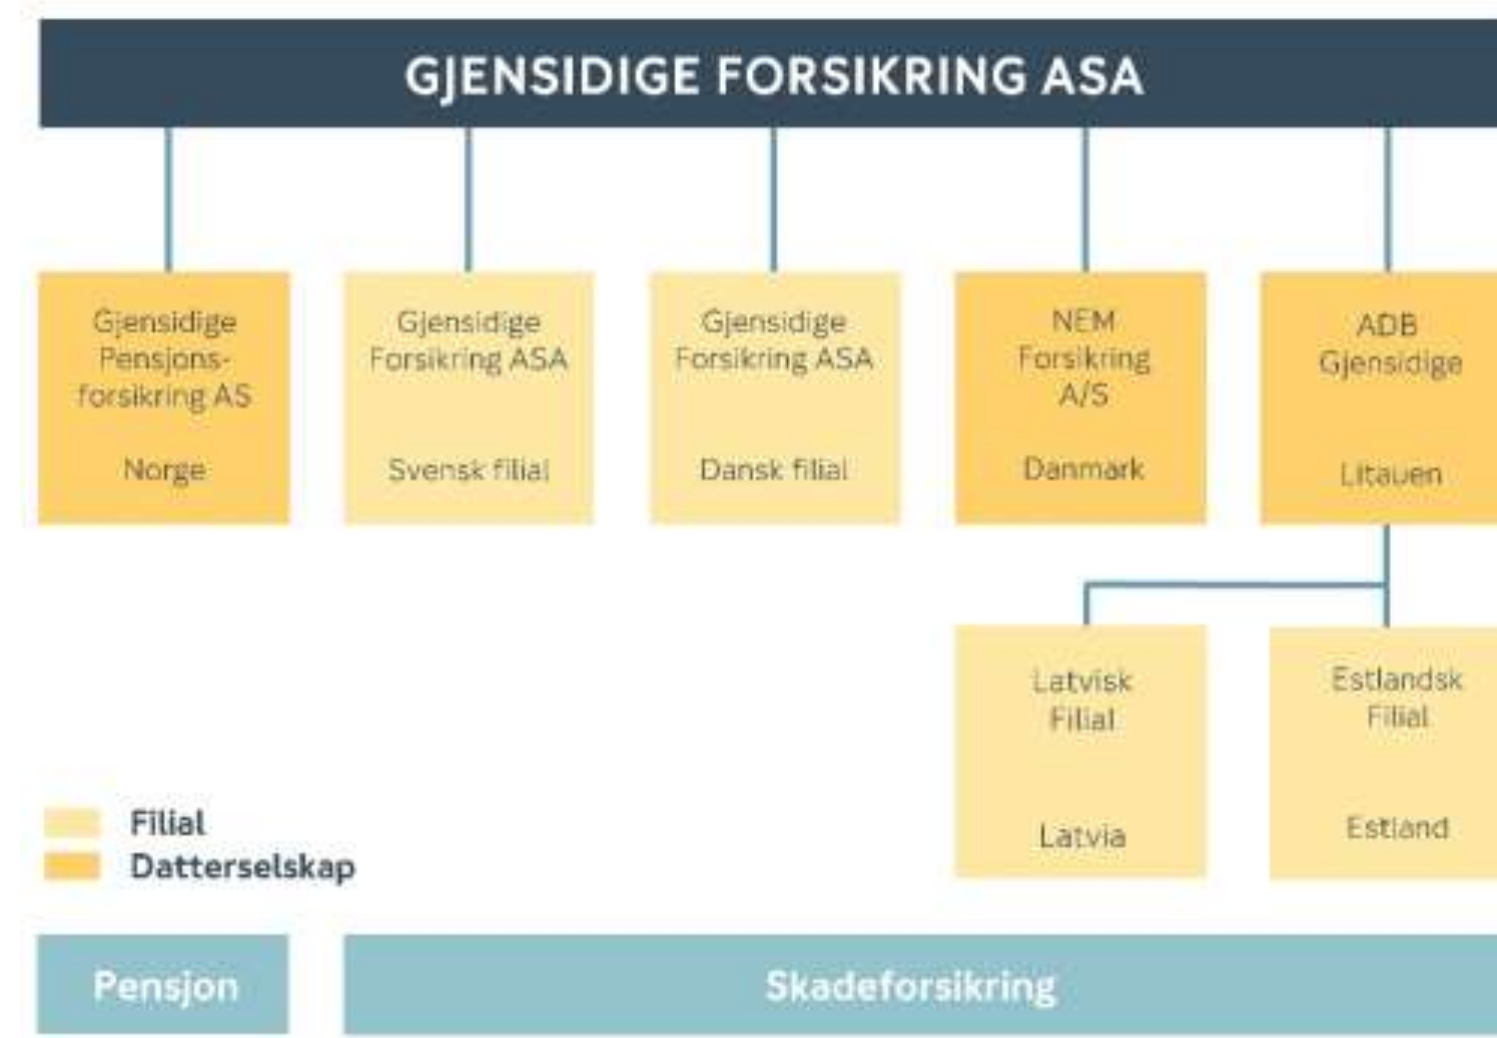 GJENSIDIGE FORSIKRING ASA
Gjensidige
Pensjons-
forsikring AS
Norge
Gjensidige
Forsikring ASA
Svensk filial
Gjensidige
Forsikring ASA
Dansk filial
NEM
Forsikring
A/S
Danmark
ADB
Gjensidige
Litauen
Latvisk
Filial
Latvia
Estlandsk
Filial
Estland
Filial
Datterselskap
Pensjon
Skadeforsikring